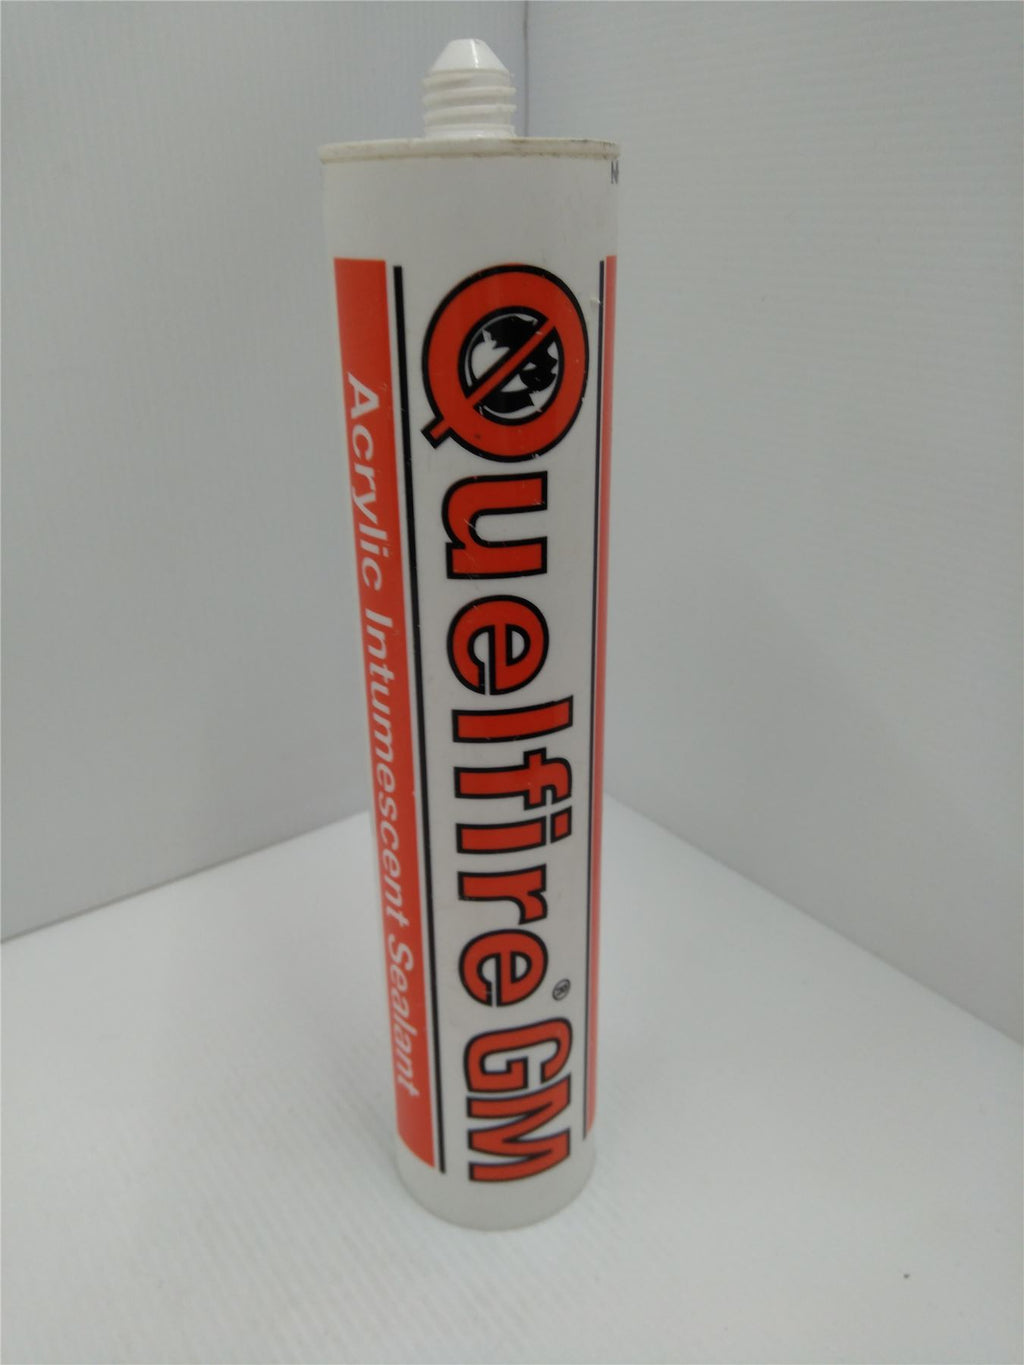 Quelfire® GM
Acrylic Intumescent Sealant